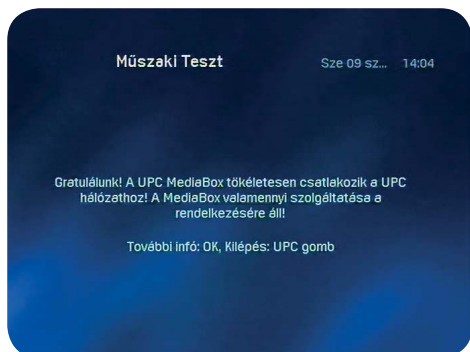 Műszaki Teszt
Sze 09 sz... 14:04
Gratulálunk! A UPC MediaBox tökéletesen csatlakozik a UPC
hálózathoz! A MediaBox valamennyi szolgáltatása a
rendelkezésére áll!
További infó: OK, Kilépés: UPC gomb